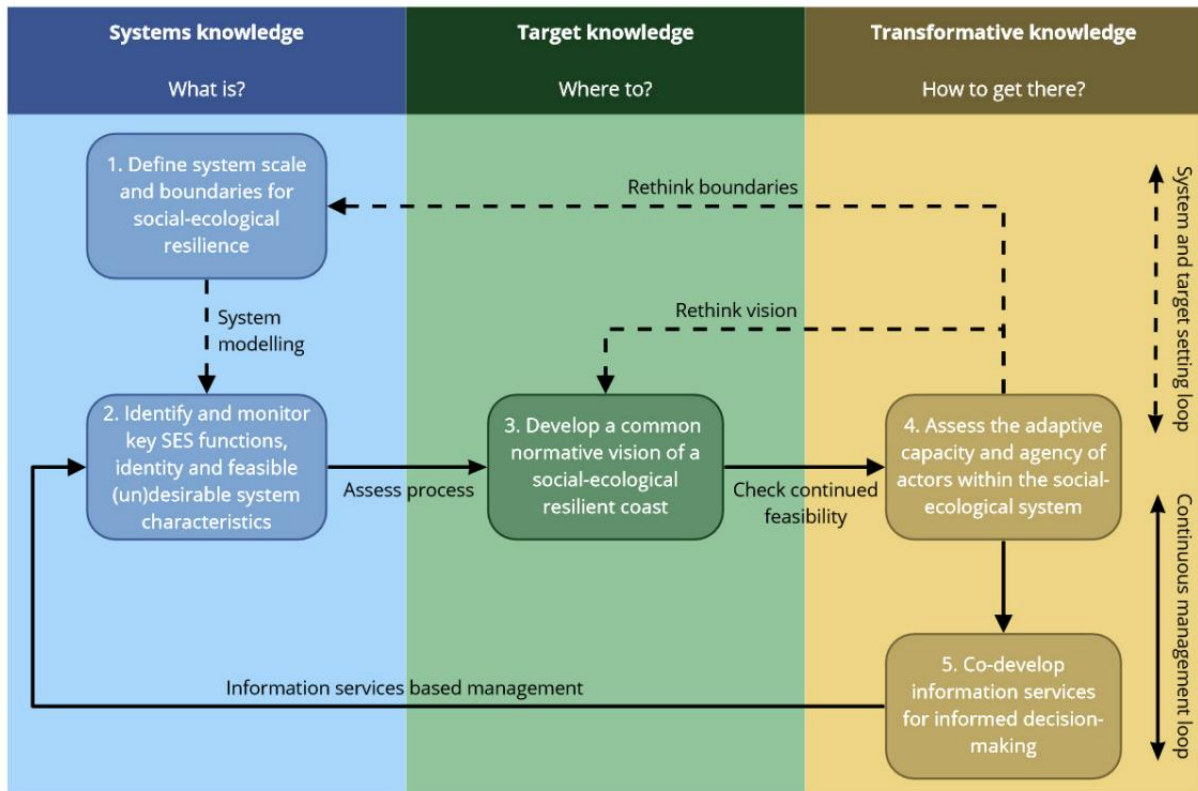 Systems knowledge
What is?
Target knowledge
Where to?
Transformative knowledge
How to get there?
1. Define system scale
and boundaries for
social-ecological
resilience
Rethink boundaries
System and target setting loop
System
modelling
Rethink vision
2. Identify and monitor
key SES functions,
identity and feasible
(un)desirable system
characteristics
Assess process
3. Develop a common
normative vision of a
social-ecological
resilient coast
Check continued
feasibility
4. Assess the adaptive
capacity and agency of
actors within the social-
ecological system
Continuous management loop
Information services based management
5. Co-develop
information services
for informed decision-
making